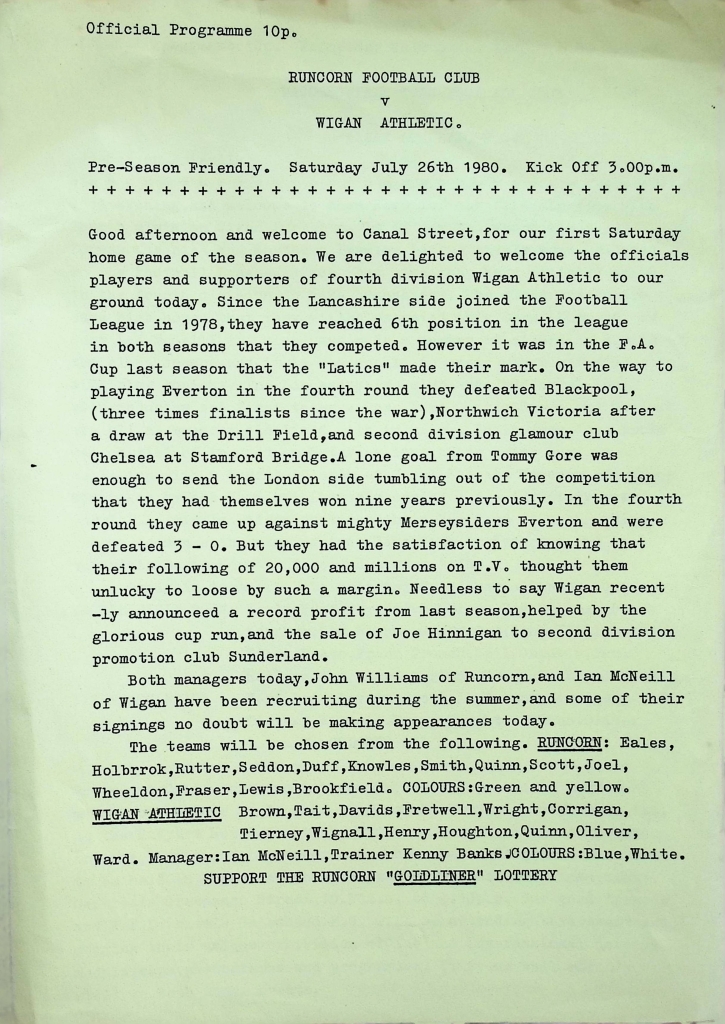 Official Programme 10p.
RUNCORN FOOTBALL CLUB
v
WIGAN ATHLETIC.
Pre-Season Friendly. Saturday July 26th 1980. Kick Off 3.00p.m.
+ + + + + + + + + + + + + + + + + + + + + + + + + + + + + + + + +
Good afternoon and welcome to Canal Street,for our first Saturday
home game of the season. We are delighted to welcome the officials
players and supporters of fourth division Wigan Athletic to our
ground today. Since the Lancashire side joined the Football
League in 1978,they have reached 6th position in the league
in both seasons that they competed. However it was in the F.A.
Cup last season that the "Latics" made their mark. On the way to
playing Everton in the fourth round they defeated Blackpool,
(three times finalists since the war),Northwich Victoria after
a draw at the Drill Field,and second division glamour club
Chelsea at Stamford Bridge.A lone goal from Tommy Gore was
enough to send the London side tumbling out of the competition
that they had themselves won nine years previously. In the fourth
round they came up against mighty Merseysiders Everton and were
defeated 3 - 0. But they had the satisfaction of knowing that
their following of 20,000 and millions on T.V. thought them
unlucky to loose by such a margin. Needless to say Wigan recent
-ly announceed a record profit from last season,helped by the
glorious cup run,and the sale of Joe Hinnigan to second division
promotion club Sunderland.
Both managers today,John Williams of Runcorn,and Ian McNeill
of Wigan have been recruiting during the summer,and some of their
signings no doubt will be making appearances today.
The teams will be chosen from the following. RUNCORN: Eales,
Holbrrok,Rutter,Seddon,Duff,Knowles,Smith,Quinn,Scott,Joel,
Wheeldon,Fraser,Lewis,Brookfield. COLOURS:Green and yellow.
WIGAN ATHLETIC Brown,Tait,Davids,Fretwell,Wright,Corrigan,
Tierney,Wignall,Henry,Houghton,Quinn,Oliver,
Ward. Manager:Ian McNeill,Trainer Kenny Banks.COLOURS:Blue,White.
SUPPORT THE RUNCORN "GOLDLINER" LOTTERY